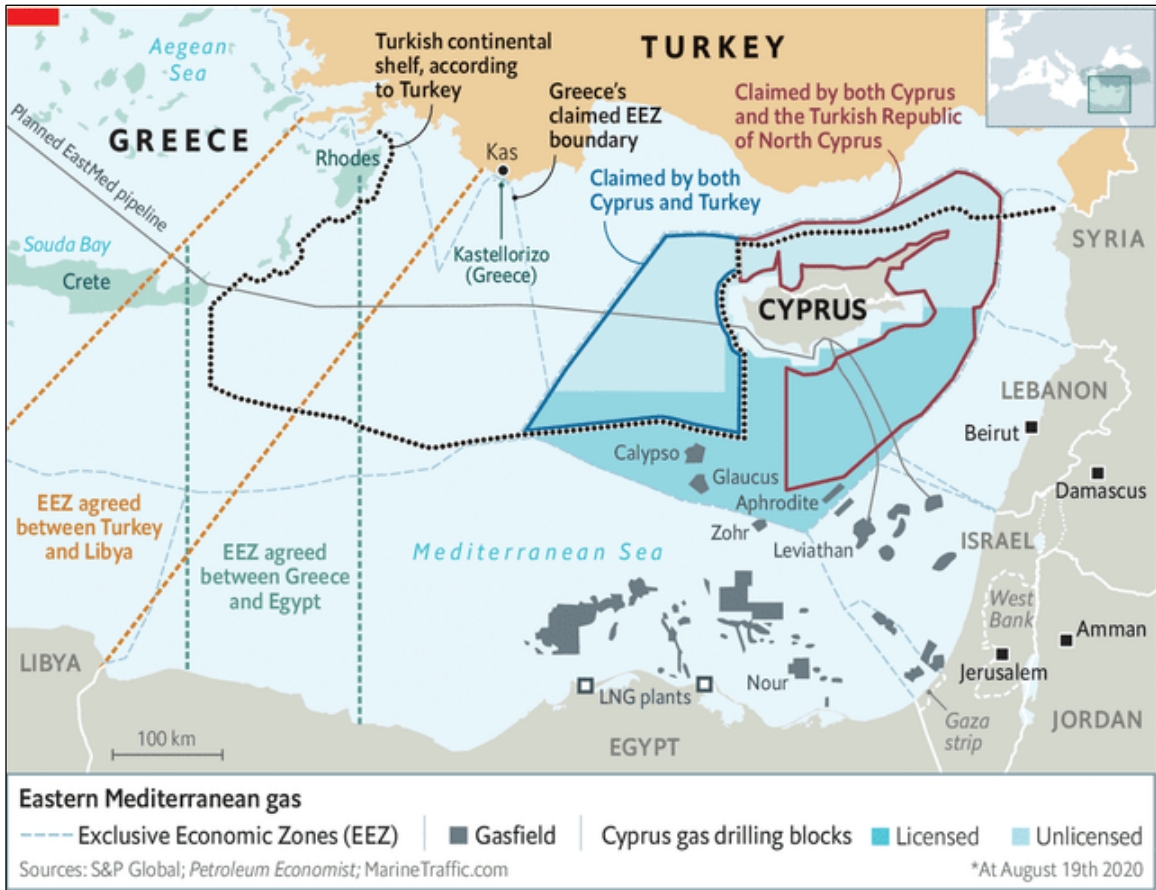 Aegean
Sea
Turkish continental
shelf, according
to Turkey
TURKEY
Greece's
claimed EEZ
boundary
Claimed by both Cyprus
and the Turkish Republic
of North Cyprus
Planned EastMed pipeline
GREECE
Rhodes
Kas
Claimed by both
Cyprus and Turkey
Kastellorizo
(Greece)
Souda Bay
Crete
SYRIA
CYPRUS
LEBANON
Beirut
Damascus
Calypso
Glaucus
Aphrodite
Zohr
Leviathan
ISRAEL
EEZ agreed
between Turkey
and Libya
EEZ agreed
between Greece
and Egypt
Mediterranean Sea
West
Bank
Amman
Jerusalem
LIBYA
LNG plants
Nour
Gaza
strip
JORDAN
100 km
EGYPT
Eastern Mediterranean gas
Exclusive Economic Zones (EEZ)
Gasfield
Cyprus gas drilling blocks
Licensed
Unlicensed
Sources: S&P Global; Petroleum Economist; MarineTraffic.com
*At August 19th 2020